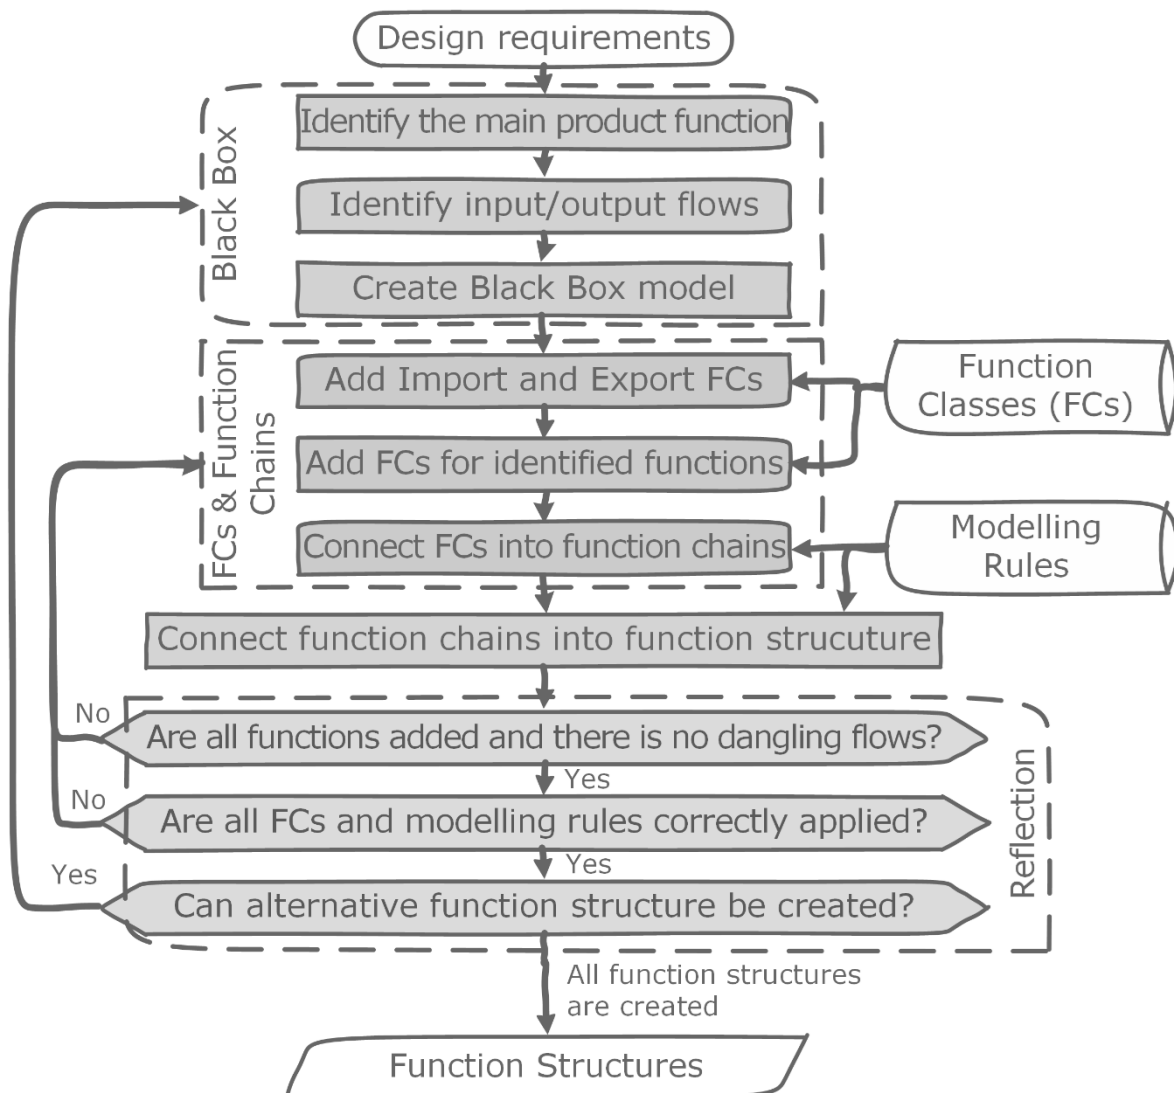 Design requirements
Black Box
Identify the main product function
Identify input/output flows
Create Black Box model
FCs & Function
Chains
Add Import and Export FCs
Add FCs for identified functions
Connect FCs into function chains
Function
Classes (FCs)
Modelling
Rules
Connect function chains into function strucuture
Reflection
No
Are all functions added and there is no dangling flows?
Yes
No
Are all FCs and modelling rules correctly applied?
Yes
Yes
Can alternative function structure be created?
All function structures
are created
Function Structures